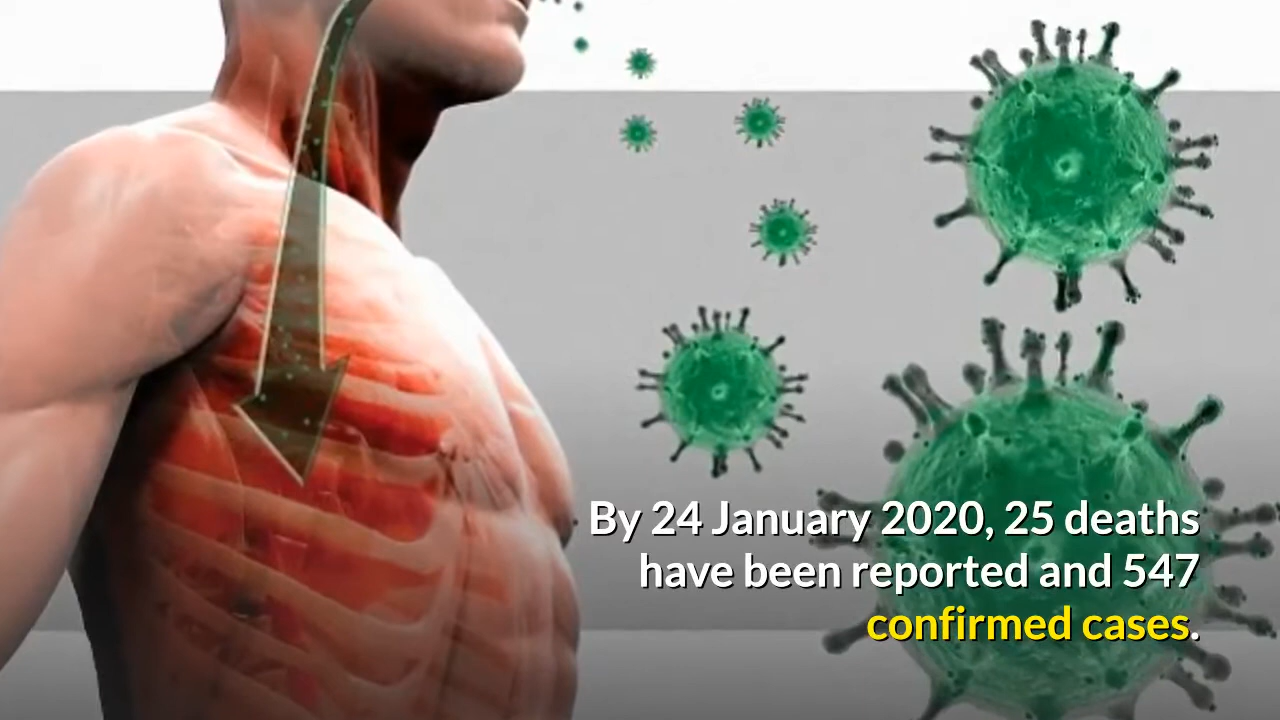 By 24 January 2020, 25 deaths
have been reported and 547
confirmed cases.